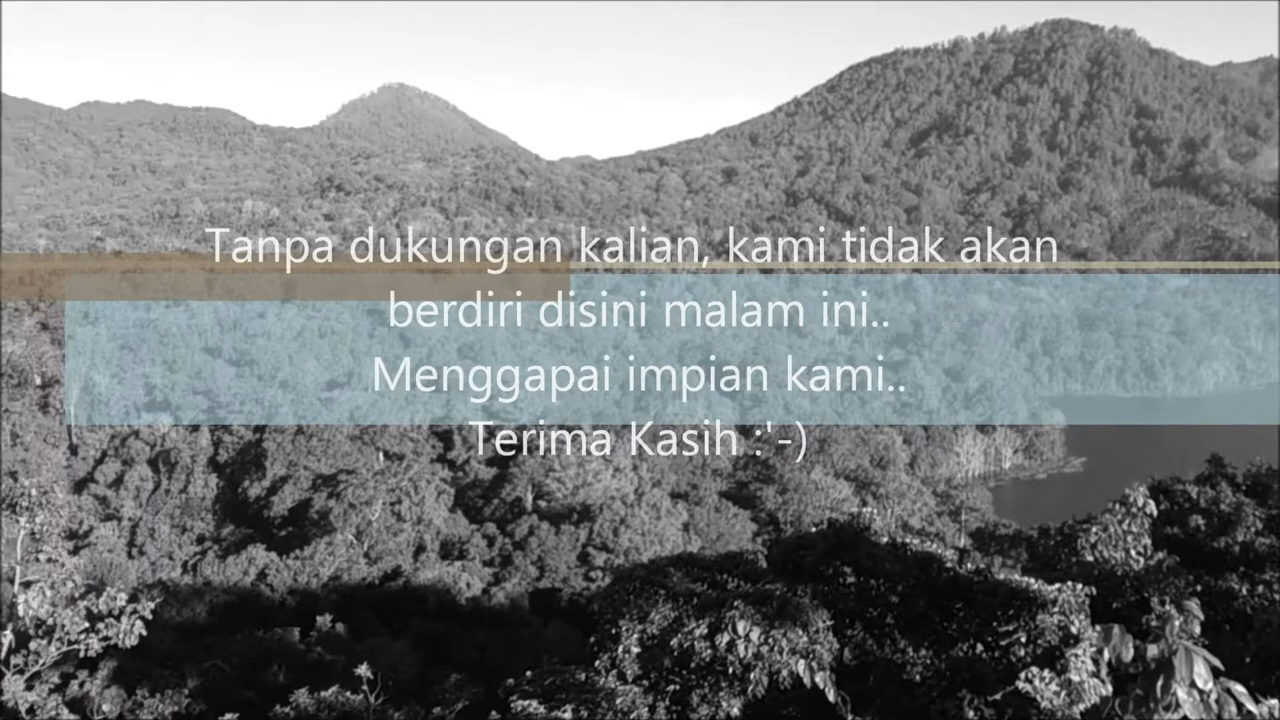 Tanpa dukungan kalian, kami tidak akan
berdiri disini malam ini..
Menggapai impian kami..
Terima Kasih :'-)